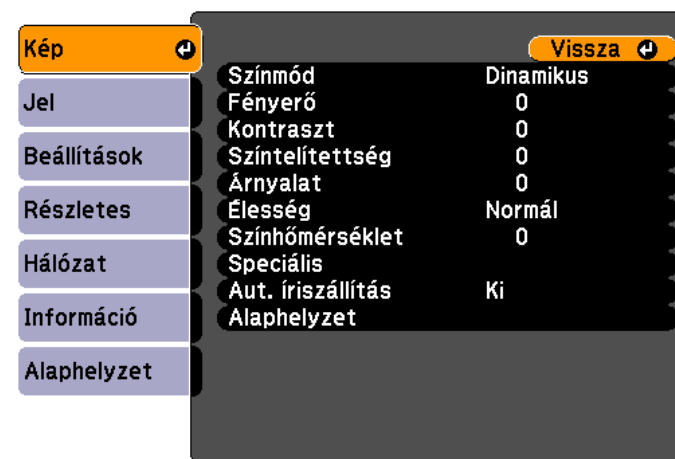 Kép
Jel
Beállítások
Részletes
Hálózat
Információ
Alaphelyzet
Vissza
Színmód Dinamikus
Fényerő 0
Kontraszt 0
Színtelítettség 0
Árnyalat 0
Élesség Normál
Színhőmérséklet 0
Speciális
Aut. íriszállítás Ki
Alaphelyzet